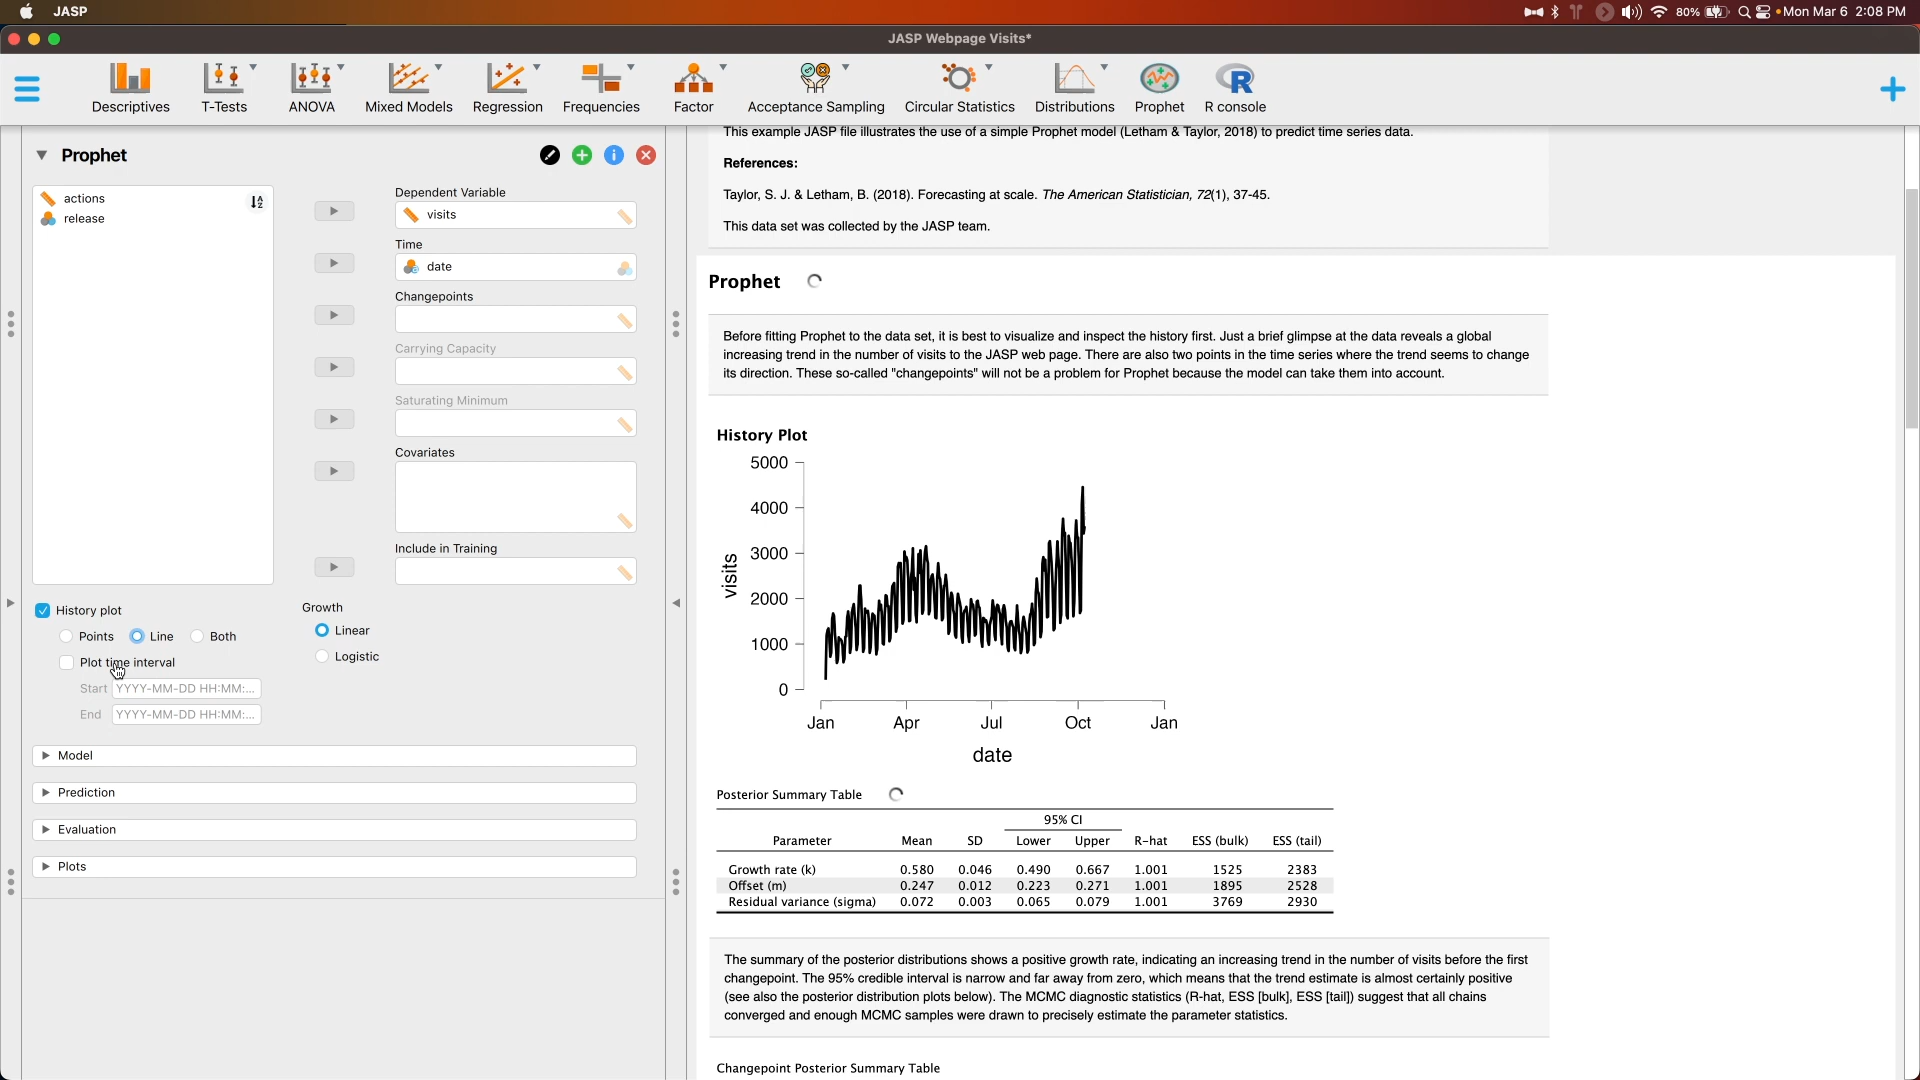 JASP
80%
Mon Mar 6 2:08 PM
JASP Webpage Visits*
Descriptives
T-Tests
ANOVA
Mixed Models
Regression
Frequencies
Factor
Acceptance Sampling
Circular Statistics
Distributions
Prophet
R console
Prophet
actions
release
Dependent Variable
visits
Time
date
Changepoints
Carrying Capacity
Saturating Minimum
Covariates
Include in Training
History plot
Points Line Both
Plot time interval
Start YYYY-MM-DD HH:MM:...
End YYYY-MM-DD HH:MM:...
Growth
Linear
Logistic
Model
Prediction
Evaluation
Plots
This example JASP file illustrates the use of a simple Prophet model (Letham & Taylor, 2018) to predict time series data.
References:
Taylor, S. J. & Letham, B. (2018). Forecasting at scale. The American Statistician, 72(1), 37-45.
This data set was collected by the JASP team.
Prophet
Before fitting Prophet to the data set, it is best to visualize and inspect the history first. Just a brief glimpse at the data reveals a global
increasing trend in the number of visits to the JASP web page. There are also two points in the time series where the trend seems to change
its direction. These so-called "changepoints" will not be a problem for Prophet because the model can take them into account.
History Plot
5000
4000
3000
2000
1000
0
visits
Jan Apr Jul Oct Jan
date
Posterior Summary Table
95% CI
Parameter Mean SD Lower Upper R-hat ESS (bulk) ESS (tail)
Growth rate (k) 0.580 0.046 0.490 0.667 1.001 1525 2383
Offset (m) 0.247 0.012 0.223 0.271 1.001 1895 2528
Residual variance (sigma) 0.072 0.003 0.065 0.079 1.001 3769 2930
The summary of the posterior distributions shows a positive growth rate, indicating an increasing trend in the number of visits before the first
changepoint. The 95% credible interval is narrow and far away from zero, which means that the trend estimate is almost certainly positive
(see also the posterior distribution plots below). The MCMC diagnostic statistics (R-hat, ESS [bulk], ESS [tail]) suggest that all chains
converged and enough MCMC samples were drawn to precisely estimate the parameter statistics.
Changepoint Posterior Summary Table